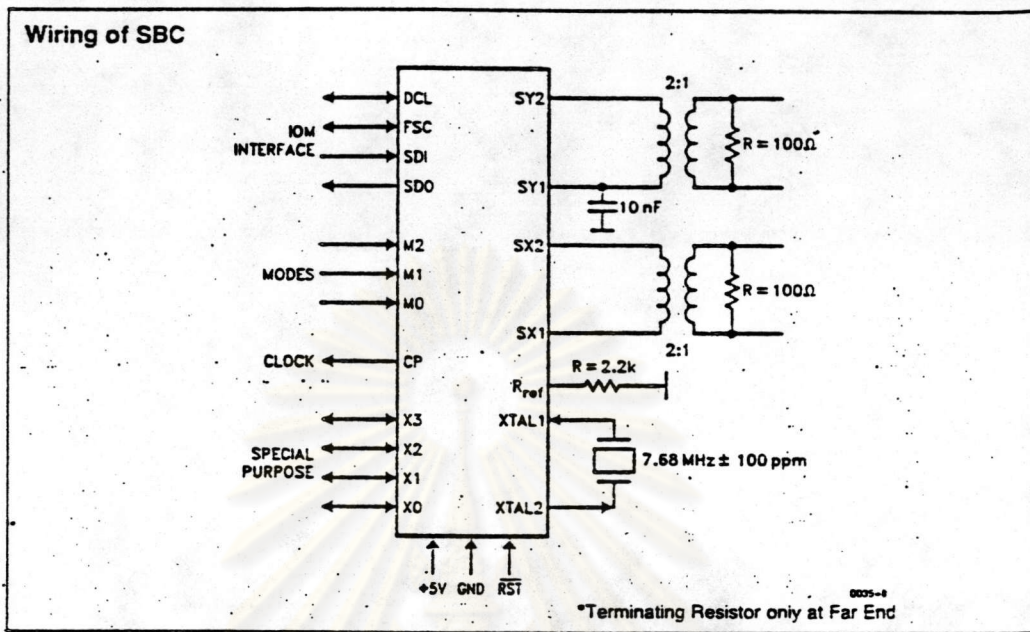 Wiring of SBC
2:1
DCL
SY2
FSC
IOM
INTERFACE
R = 100Ω
SDI
SDO
SY1
10 nF
M2
SX2
MODES
M1
R = 100Ω
M0
SX1
2:1
CLOCK
CP
R = 2.2k
Rref
X3
XTAL1
X2
SPECIAL
PURPOSE
7.68 MHz ± 100 ppm
X1
X0
XTAL2
+5V GND RST
0035-8
*Terminating Resistor only at Far End